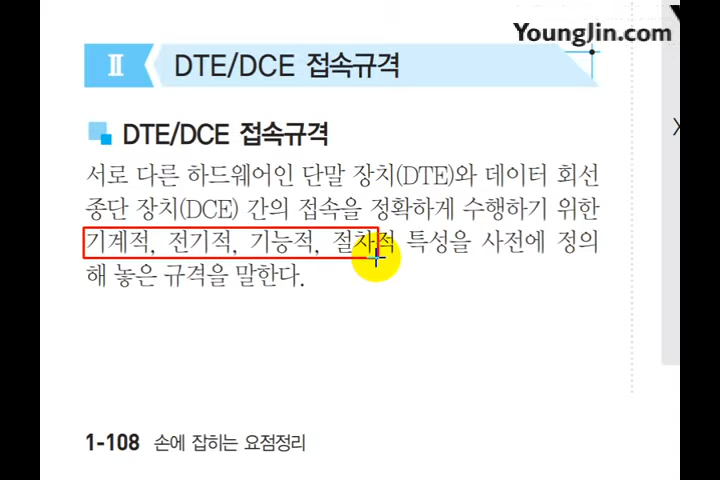 YoungJin.com
Ⅱ DTE/DCE 접속규격
DTE/DCE 접속규격
서로 다른 하드웨어인 단말 장치(DTE)와 데이터 회선
종단 장치(DCE) 간의 접속을 정확하게 수행하기 위한
기계적, 전기적, 기능적, 절차적 특성을 사전에 정의
해 놓은 규격을 말한다.
1-108 손에 잡히는 요점정리